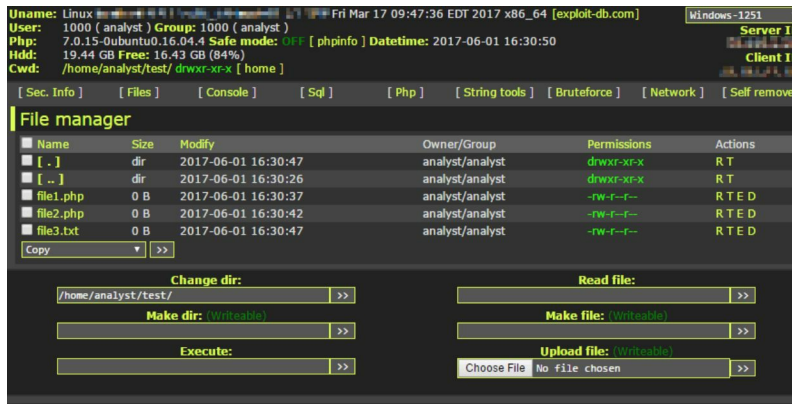 Uname: Linux Fri Mar 17 09:47:36 EDT 2017 x86_64 [exploit-db.com] Windows-1251
User: 1000 ( analyst ) Group: 1000 ( analyst ) Server I
Php: 7.0.15-0ubuntu0.16.04.4 Safe mode: OFF [ phpinfo ] Datetime: 2017-06-01 16:30:50
Hdd: 19.44 GB Free: 16.43 GB (84%) Client I
Cwd: /home/analyst/test/ drwxr-xr-x [ home ]
[ Sec. Info ] [ Files ] [ Console ] [ Sql ] [ Php ] [ String tools ] [ Bruteforce ] [ Network ] [ Self remove
File manager
Name Size Modify Owner/Group Permissions Actions
[ . ] dir 2017-06-01 16:30:47 analyst/analyst drwxr-xr-x R T
[ .. ] dir 2017-06-01 16:30:26 analyst/analyst drwxr-xr-x R T
file1.php 0 B 2017-06-01 16:30:37 analyst/analyst -rw-r--r-- R T E D
file2.php 0 B 2017-06-01 16:30:42 analyst/analyst -rw-r--r-- R T E D
file3.txt 0 B 2017-06-01 16:30:47 analyst/analyst -rw-r--r-- R T E D
Copy >>
Change dir: Read file:
/home/analyst/test/ >> >>
Make dir: (Writeable) Make file: (Writeable)
>> >>
Execute: Upload file: (Writeable)
>> Choose File No file chosen >>